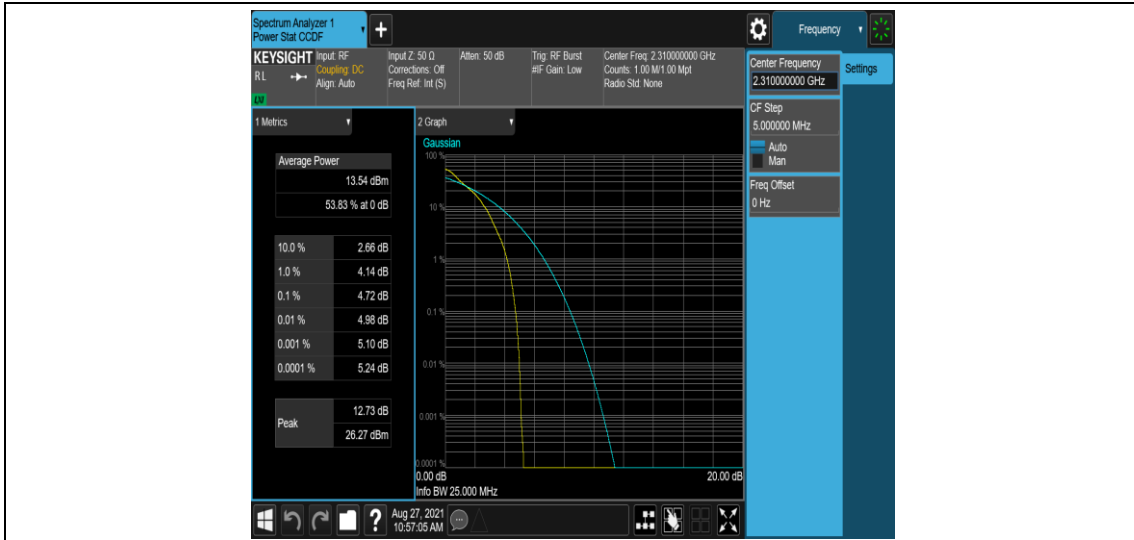 Spectrum Analyzer 1
Power Stat CCDF
+
Frequency
KEYSIGHT
RL
LXI
Input: RF
Coupling: DC
Align: Auto
Input Z: 50 Ω
Corrections: Off
Freq Ref: Int (S)
Atten: 50 dB
Trig: RF Burst
#IF Gain: Low
Center Freq: 2.310000000 GHz
Counts: 1.00 M/1.00 Mpt
Radio Std: None
Center Frequency
2.310000000 GHz
Settings
CF Step
5.000000 MHz
Auto
Man
Freq Offset
0 Hz
1 Metrics
Average Power
13.54 dBm
53.83 % at 0 dB
10.0 % 2.66 dB
1.0 % 4.14 dB
0.1 % 4.72 dB
0.01 % 4.98 dB
0.001 % 5.10 dB
0.0001 % 5.24 dB
Peak
12.73 dB
26.27 dBm
2 Graph
Gaussian
100 %
10 %
1 %
0.1 %
0.01 %
0.001 %
0.0001 %
0.00 dB 20.00 dB
Info BW 25.000 MHz
?
Aug 27, 2021
10:57:05 AM